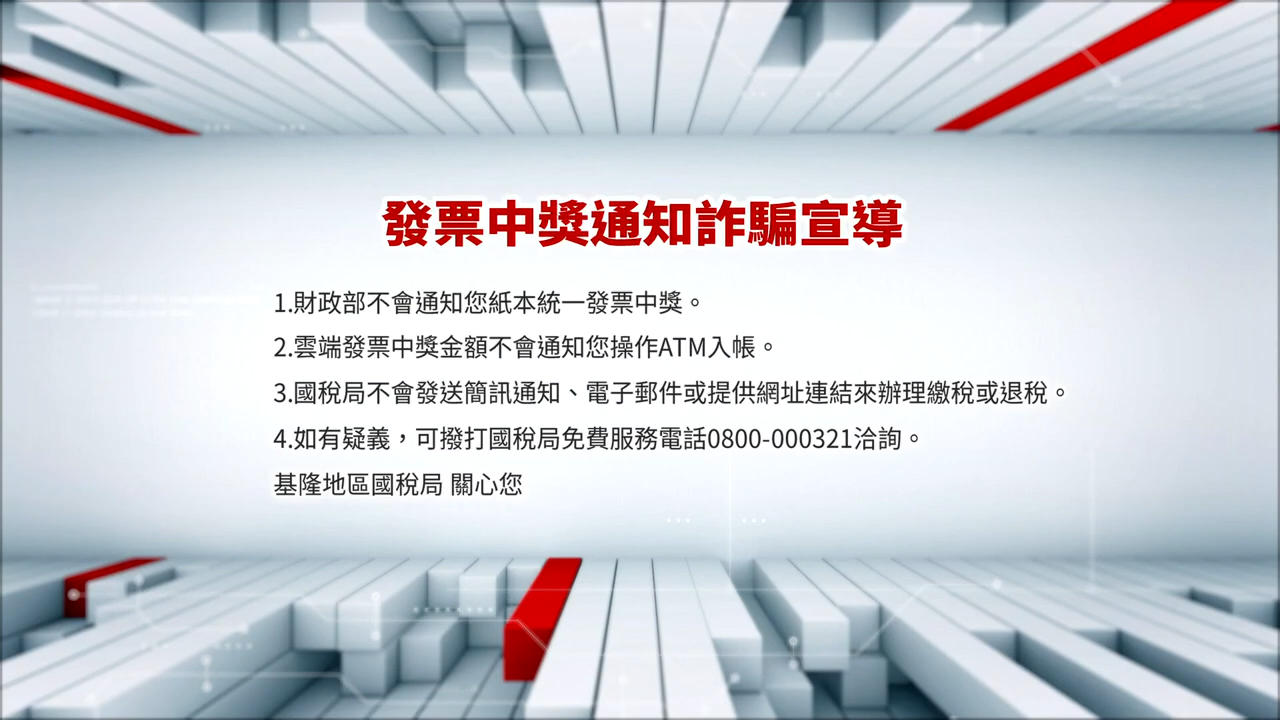 發票中獎通知詐騙宣導
1.財政部不會通知您紙本統一發票中獎。
2.雲端發票中獎金額不會通知您操作ATM入帳。
3.國稅局不會發送簡訊通知、電子郵件或提供網址連結來辦理繳稅或退稅。
4.如有疑義，可撥打國稅局免費服務電話0800-000321洽詢。
基隆地區國稅局 關心您